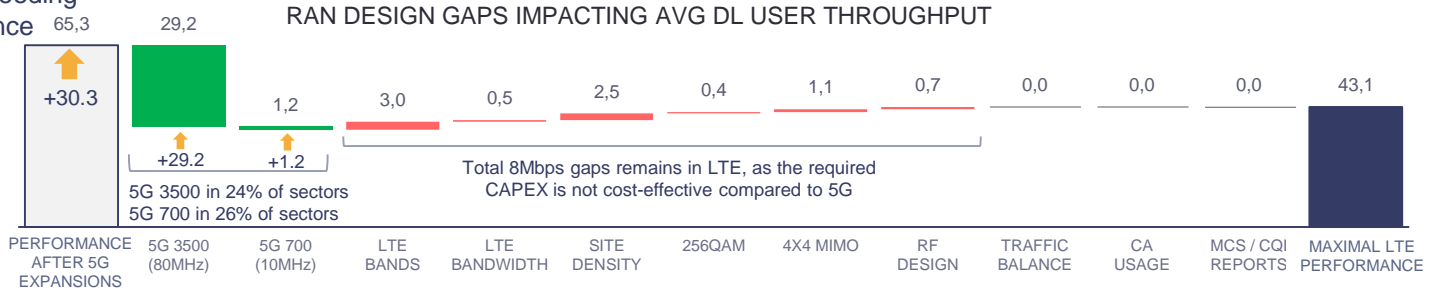 RAN DESIGN GAPS IMPACTING AVG DL USER THROUGHPUT
65,3
29,2
1,2
3,0
0,5
2,5
0,4
1,1
0,7
0,0
0,0
0,0
43,1
+30.3
+29.2
+1.2
5G 3500 in 24% of sectors
5G 700 in 26% of sectors
Total 8Mbps gaps remains in LTE, as the required
CAPEX is not cost-effective compared to 5G
PERFORMANCE
AFTER 5G
EXPANSIONS
5G 3500
(80MHz)
5G 700
(10MHz)
LTE
BANDS
LTE
BANDWIDTH
SITE
DENSITY
256QAM
4X4 MIMO
RF
DESIGN
TRAFFIC
BALANCE
CA
USAGE
MCS / CQI
REPORTS
MAXIMAL LTE
PERFORMANCE